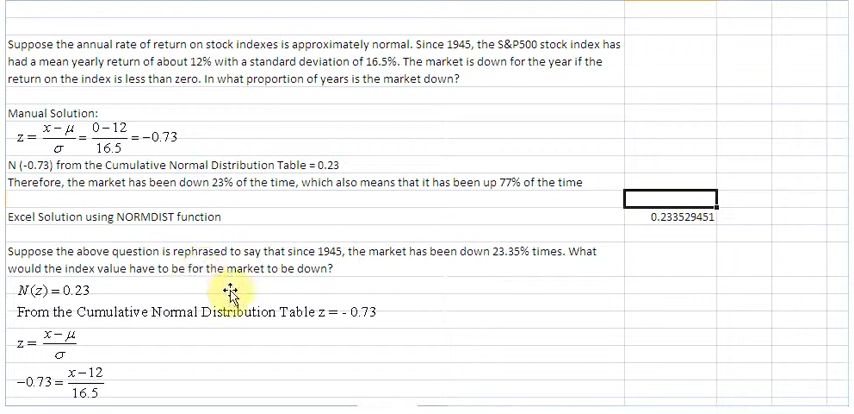 Suppose the annual rate of return on stock indexes is approximately normal. Since 1945, the S&P500 stock index has
had a mean yearly return of about 12% with a standard deviation of 16.5%. The market is down for the year if the
return on the index is less than zero. In what proportion of years is the market down?
Manual Solution:
z = (x − μ)/σ = (0 − 12)/16.5 = −0.73
N (-0.73) from the Cumulative Normal Distribution Table = 0.23
Therefore, the market has been down 23% of the time, which also means that it has been up 77% of the time
Excel Solution using NORMDIST function 0.233529451
Suppose the above question is rephrased to say that since 1945, the market has been down 23.35% times. What
would the index value have to be for the market to be down?
N(z) = 0.23
From the Cumulative Normal Distribution Table z = - 0.73
z = (x − μ)/σ
−0.73 = (x − 12)/16.5